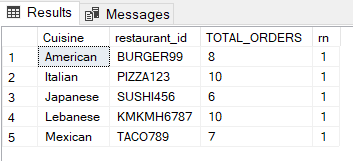 Results Messages
Cuisine restaurant_id TOTAL_ORDERS rn
1 American BURGER99 8 1
2 Italian PIZZA123 10 1
3 Japanese SUSHI456 6 1
4 Lebanese KMKMH6787 10 1
5 Mexican TACO789 7 1